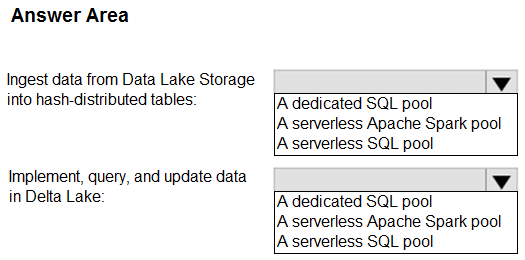 Answer Area
Ingest data from Data Lake Storage
into hash-distributed tables:
A dedicated SQL pool
A serverless Apache Spark pool
A serverless SQL pool
Implement, query, and update data
in Delta Lake:
A dedicated SQL pool
A serverless Apache Spark pool
A serverless SQL pool